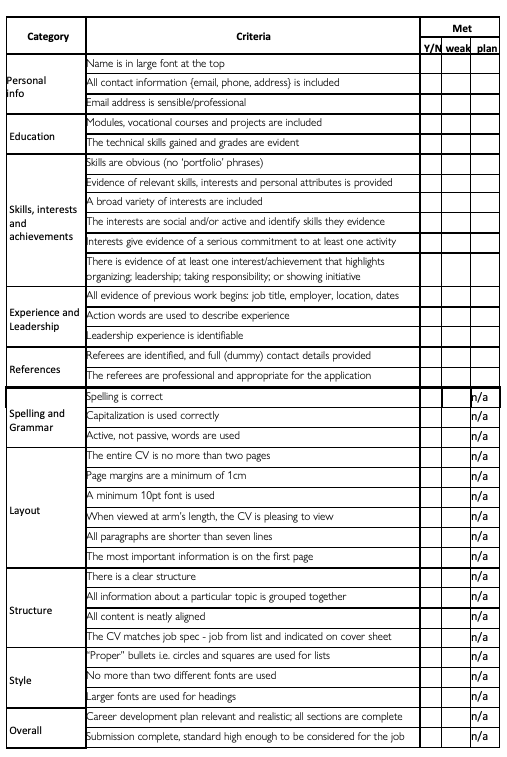 Category Criteria Met
Y/N weak plan
Personal info
Name is in large font at the top
All contact information {email, phone, address} is included
Email address is sensible/professional
Education
Modules, vocational courses and projects are included
The technical skills gained and grades are evident
Skills, interests and achievements
Skills are obvious (no 'portfolio' phrases)
Evidence of relevant skills, interests and personal attributes is provided
A broad variety of interests are included
The interests are social and/or active and identify skills they evidence
Interests give evidence of a serious commitment to at least one activity
There is evidence of at least one interest/achievement that highlights
organizing; leadership; taking responsibility; or showing initiative
Experience and Leadership
All evidence of previous work begins: job title, employer, location, dates
Action words are used to describe experience
Leadership experience is identifiable
References
Referees are identified, and full (dummy) contact details provided
The referees are professional and appropriate for the application
Spelling and Grammar
Spelling is correct n/a
Capitalization is used correctly n/a
Active, not passive, words are used n/a
Layout
The entire CV is no more than two pages n/a
Page margins are a minimum of 1cm n/a
A minimum 10pt font is used n/a
When viewed at arm's length, the CV is pleasing to view n/a
All paragraphs are shorter than seven lines n/a
The most important information is on the first page n/a
Structure
There is a clear structure n/a
All information about a particular topic is grouped together n/a
All content is neatly aligned n/a
The CV matches job spec - job from list and indicated on cover sheet n/a
Style
"Proper" bullets i.e. circles and squares are used for lists n/a
No more than two different fonts are used n/a
Larger fonts are used for headings n/a
Overall
Career development plan relevant and realistic; all sections are complete n/a
Submission complete, standard high enough to be considered for the job n/a